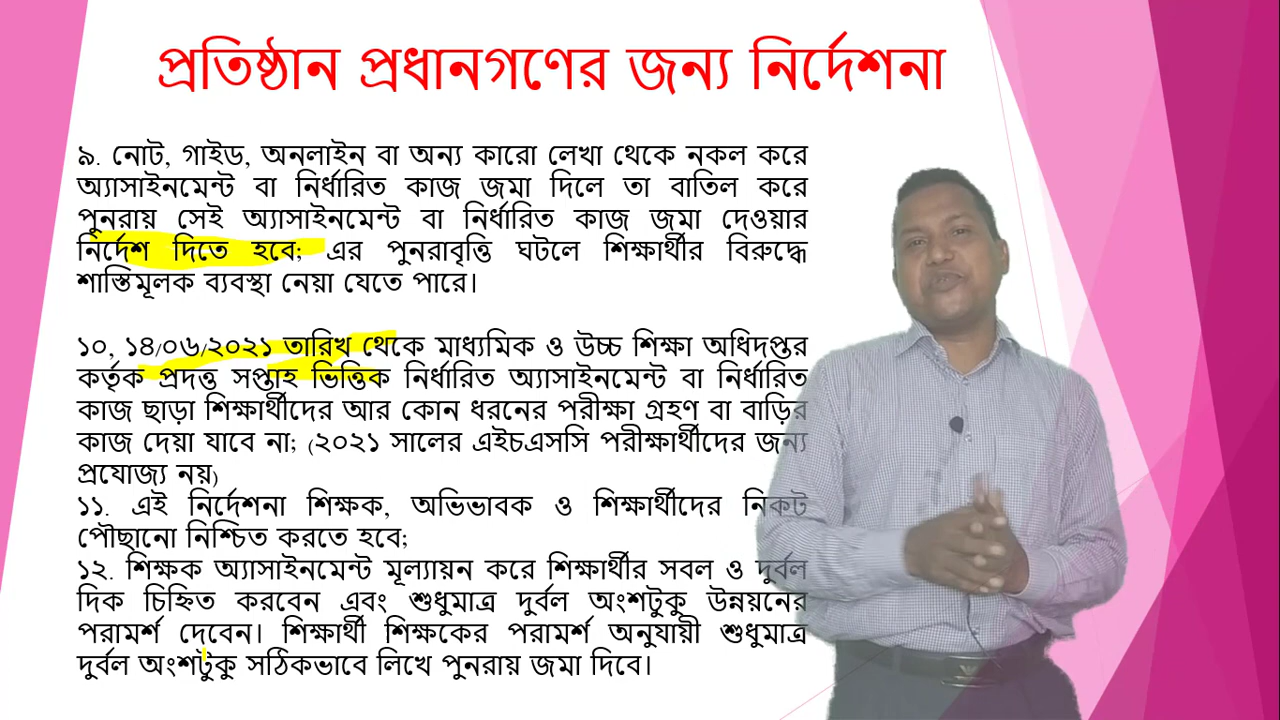 প্রতিষ্ঠান প্রধানগণের জন্য নির্দেশনা
৯. নোট, গাইড, অনলাইন বা অন্য কারো লেখা থেকে নকল করে
অ্যাসাইনমেন্ট বা নির্ধারিত কাজ জমা দিলে তা বাতিল করে
পুনরায় সেই অ্যাসাইনমেন্ট বা নির্ধারিত কাজ জমা দেওয়ার
নির্দেশ দিতে হবে; এর পুনরাবৃত্তি ঘটলে শিক্ষার্থীর বিরুদ্ধে
শাস্তিমূলক ব্যবস্থা নেয়া যেতে পারে।
১০, ১৪/০৬/২০২১ তারিখ থেকে মাধ্যমিক ও উচ্চ শিক্ষা অধিদপ্তর
কর্তৃক প্রদত্ত সপ্তাহ ভিত্তিক নির্ধারিত অ্যাসাইনমেন্ট বা নির্ধারিত
কাজ ছাড়া শিক্ষার্থীদের আর কোন ধরনের পরীক্ষা গ্রহণ বা বাড়ির
কাজ দেয়া যাবে না; (২০২১ সালের এইচএসসি পরীক্ষার্থীদের জন্য
প্রযোজ্য নয়)
১১. এই নির্দেশনা শিক্ষক, অভিভাবক ও শিক্ষার্থীদের নিকট
পৌছানো নিশ্চিত করতে হবে;
১২. শিক্ষক অ্যাসাইনমেন্ট মূল্যায়ন করে শিক্ষার্থীর সবল ও দুর্বল
দিক চিহ্নিত করবেন এবং শুধুমাত্র দুর্বল অংশটুকু উন্নয়নের
পরামর্শ দেবেন। শিক্ষার্থী শিক্ষকের পরামর্শ অনুযায়ী শুধুমাত্র
দুর্বল অংশটুকু সঠিকভাবে লিখে পুনরায় জমা দিবে।